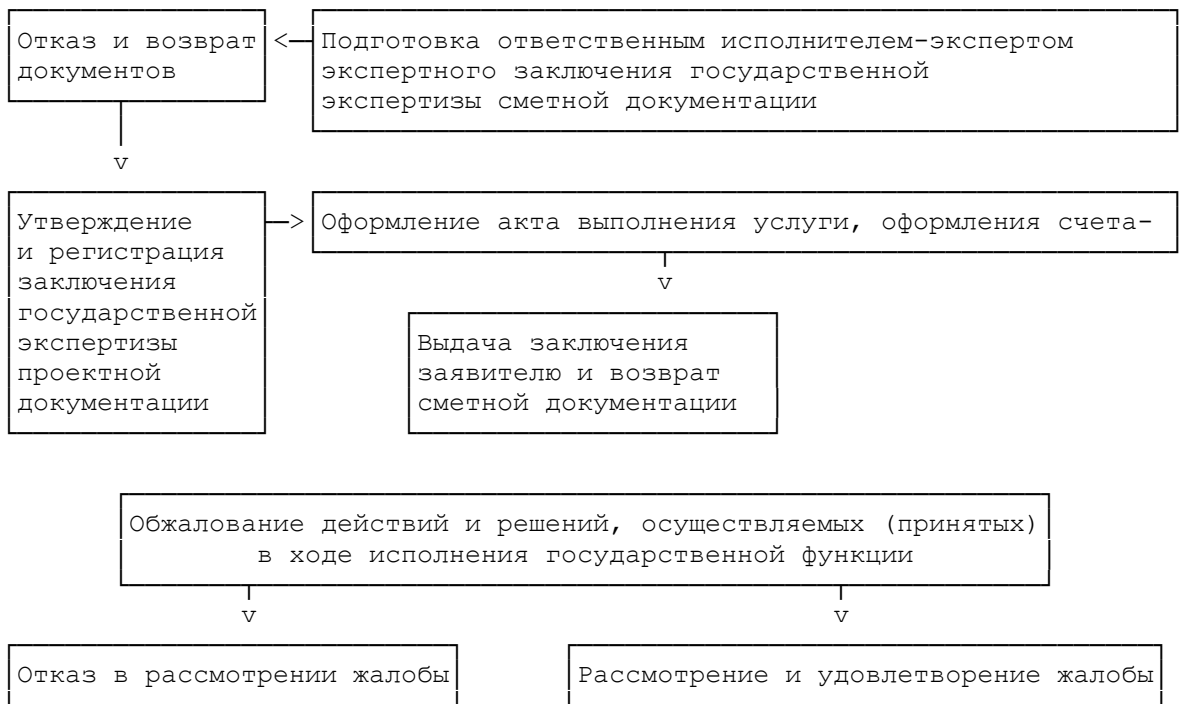 Отказ и возврат
документов
Подготовка ответственным исполнителем-экспертом
экспертного заключения государственной
экспертизы сметной документации
Утверждение
и регистрация
заключения
государственной
экспертизы
проектной
документации
Оформление акта выполнения услуги, оформления счета-
Выдача заключения
заявителю и возврат
сметной документации
Обжалование действий и решений, осуществляемых (принятых)
в ходе исполнения государственной функции
Отказ в рассмотрении жалобы
Рассмотрение и удовлетворение жалобы